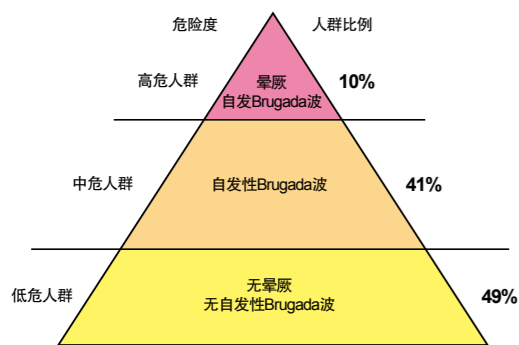 危险度 人群比例
高危人群 晕厥 10%
自发Brugada波
中危人群 自发性Brugada波 41%
无晕厥
低危人群 无自发性Brugada波 49%